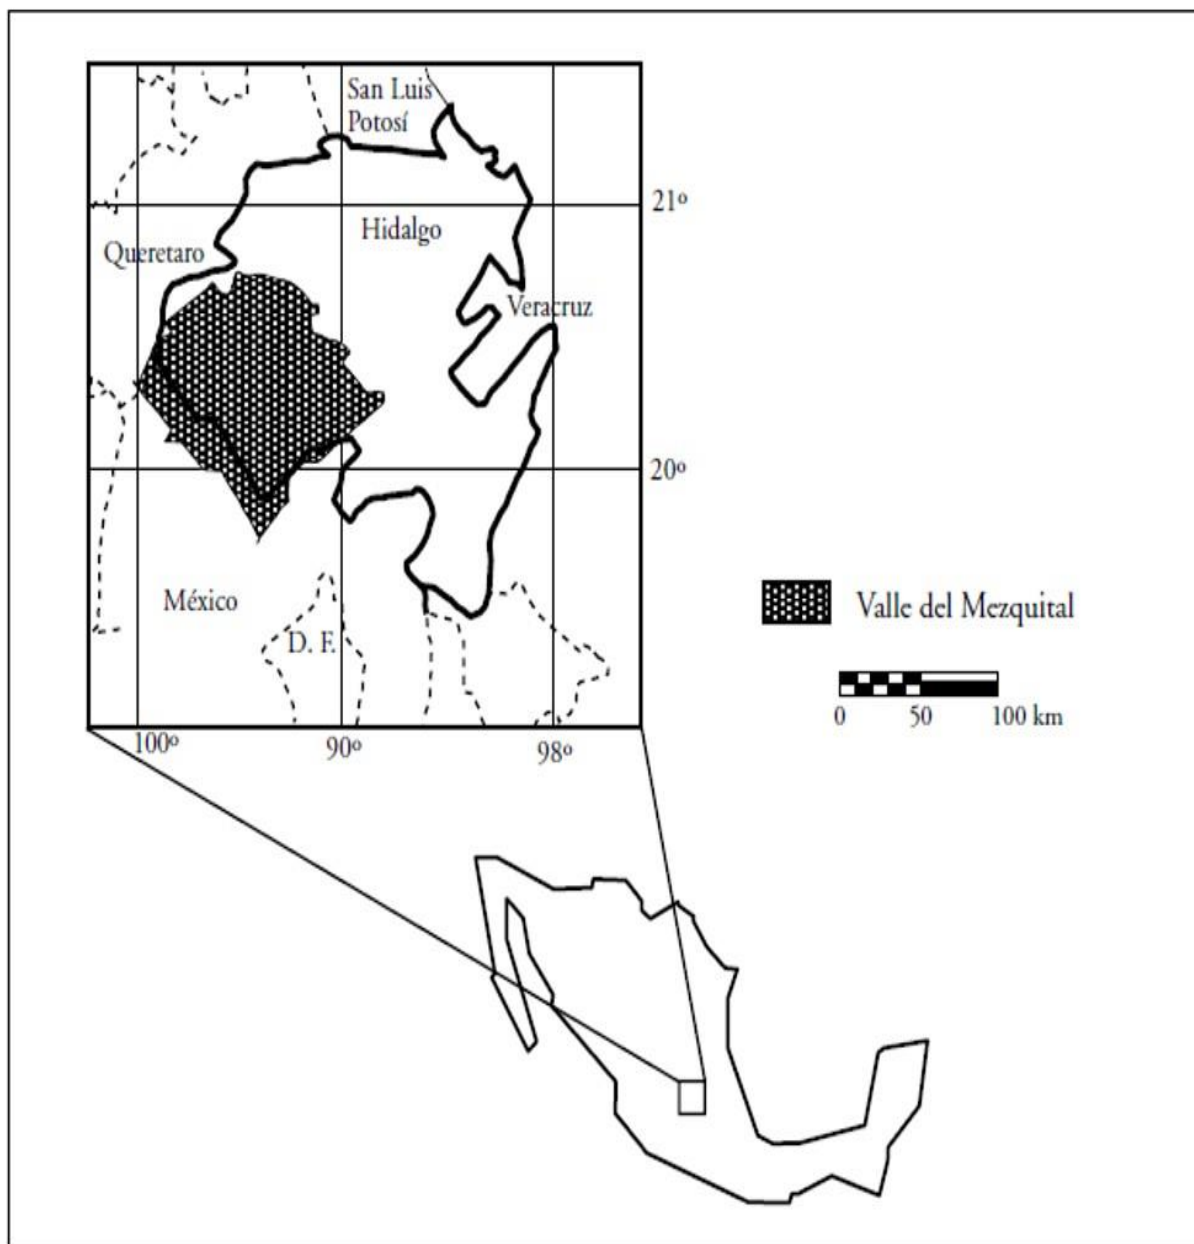 San Luis
Potosí
21º
Hidalgo
Queretaro
Veracruz
20º
México
D. F.
Valle del Mezquital
0 50 100 km
100º 90º 98º